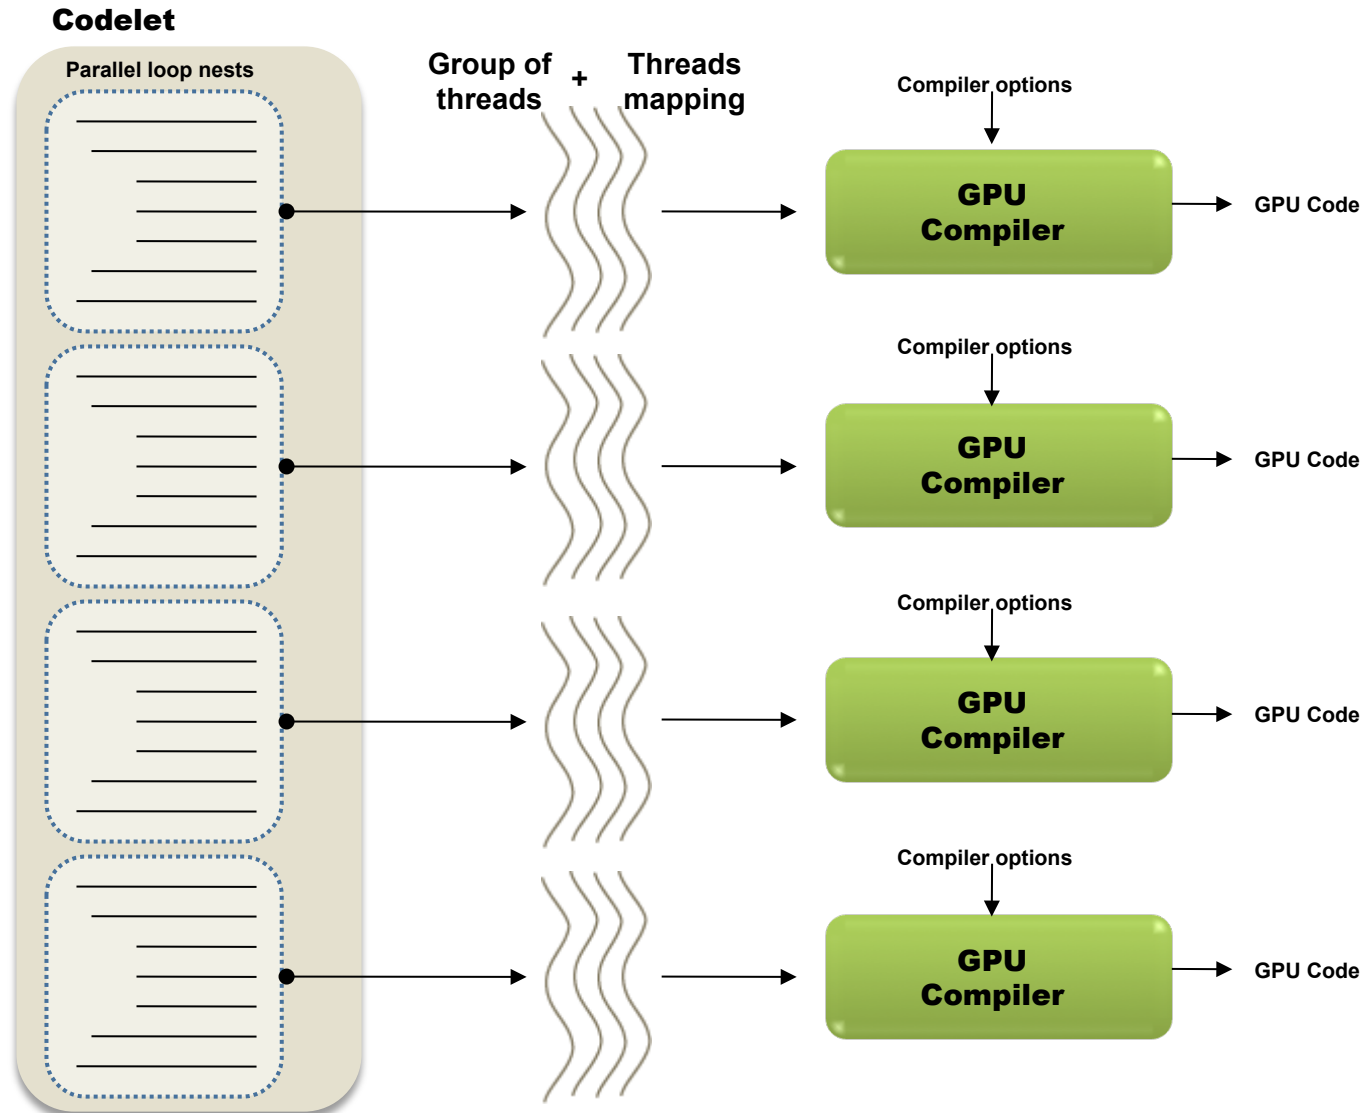 Codelet
Parallel loop nests
Group of
threads
+
Threads
mapping
Compiler options
GPU
Compiler
GPU Code
Compiler options
GPU
Compiler
GPU Code
Compiler options
GPU
Compiler
GPU Code
Compiler options
GPU
Compiler
GPU Code